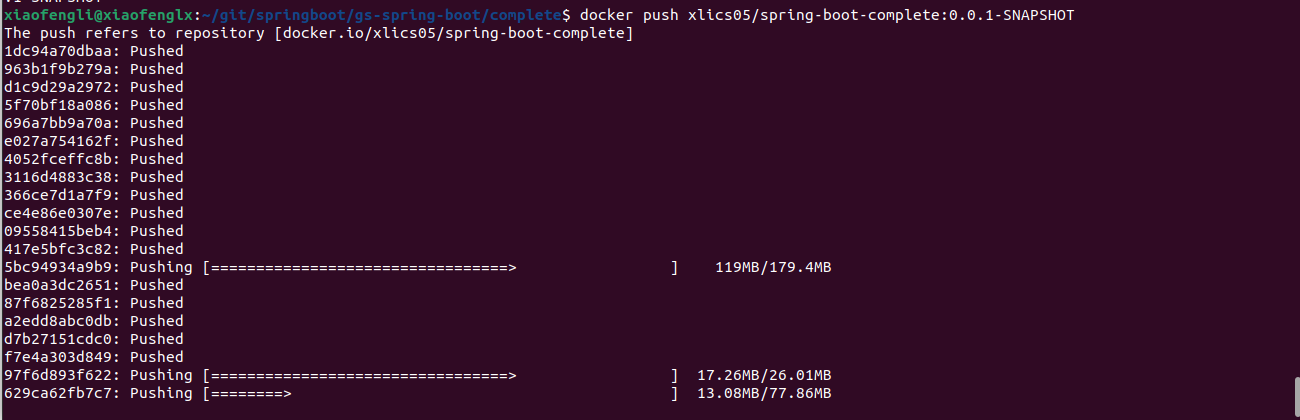 xiaofengli@xiaofenglx:~/git/springboot/gs-spring-boot/complete$ docker push xlics05/spring-boot-complete:0.0.1-SNAPSHOT
The push refers to repository [docker.io/xlics05/spring-boot-complete]
1dc94a70dbaa: Pushed
963b1f9b279a: Pushed
d1c9d29a2972: Pushed
5f70bf18a086: Pushed
696a7bb9a70a: Pushed
e027a754162f: Pushed
4052fceffc8b: Pushed
3116d4883c38: Pushed
366ce7d1a7f9: Pushed
ce4e86e0307e: Pushed
09558415beb4: Pushed
417e5bfc3c82: Pushed
5bc94934a9b9: Pushing [=================================>                 ]    119MB/179.4MB
bea0a3dc2651: Pushed
87f6825285f1: Pushed
a2edd8abc0db: Pushed
d7b27151cdc0: Pushed
f7e4a303d849: Pushed
97f6d893f622: Pushing [=================================>                 ]  17.26MB/26.01MB
629ca62fb7c7: Pushing [========>                                          ]  13.08MB/77.86MB